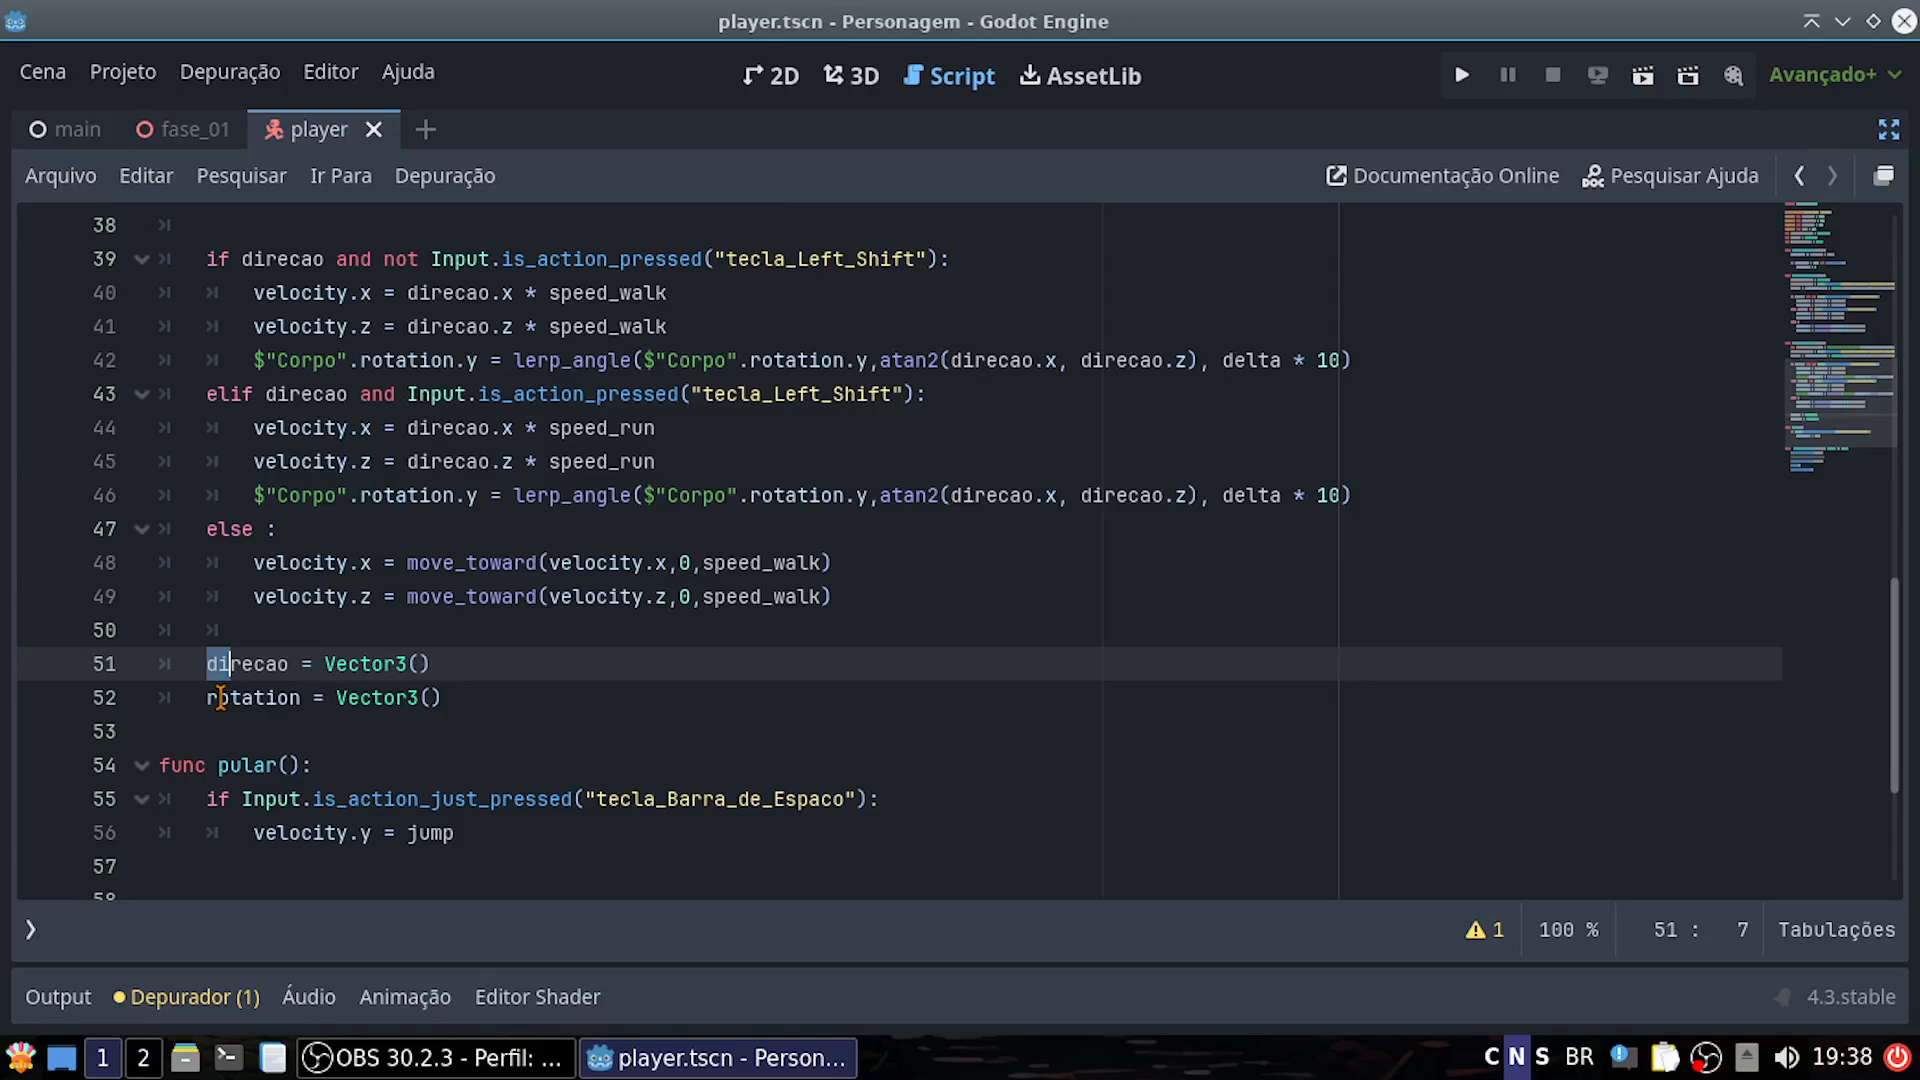 player.tscn - Personagem - Godot Engine
Cena Projeto Depuração Editor Ajuda 2D 3D Script AssetLib Avançado+
main fase_01 player
Arquivo Editar Pesquisar Ir Para Depuração Documentação Online Pesquisar Ajuda
38
39 if direcao and not Input.is_action_pressed("tecla_Left_Shift"):
40 velocity.x = direcao.x * speed_walk
41 velocity.z = direcao.z * speed_walk
42 $"Corpo".rotation.y = lerp_angle($"Corpo".rotation.y,atan2(direcao.x, direcao.z), delta * 10)
43 elif direcao and Input.is_action_pressed("tecla_Left_Shift"):
44 velocity.x = direcao.x * speed_run
45 velocity.z = direcao.z * speed_run
46 $"Corpo".rotation.y = lerp_angle($"Corpo".rotation.y,atan2(direcao.x, direcao.z), delta * 10)
47 else :
48 velocity.x = move_toward(velocity.x,0,speed_walk)
49 velocity.z = move_toward(velocity.z,0,speed_walk)
50
51 direcao = Vector3()
52 rotation = Vector3()
53
54 func pular():
55 if Input.is_action_just_pressed("tecla_Barra_de_Espaco"):
56 velocity.y = jump
57
58
1 100 % 51 : 7 Tabulações
Output Depurador (1) Áudio Animação Editor Shader 4.3.stable
1 2 OBS 30.2.3 - Perfil: ... player.tscn - Person... C N S BR 19:38